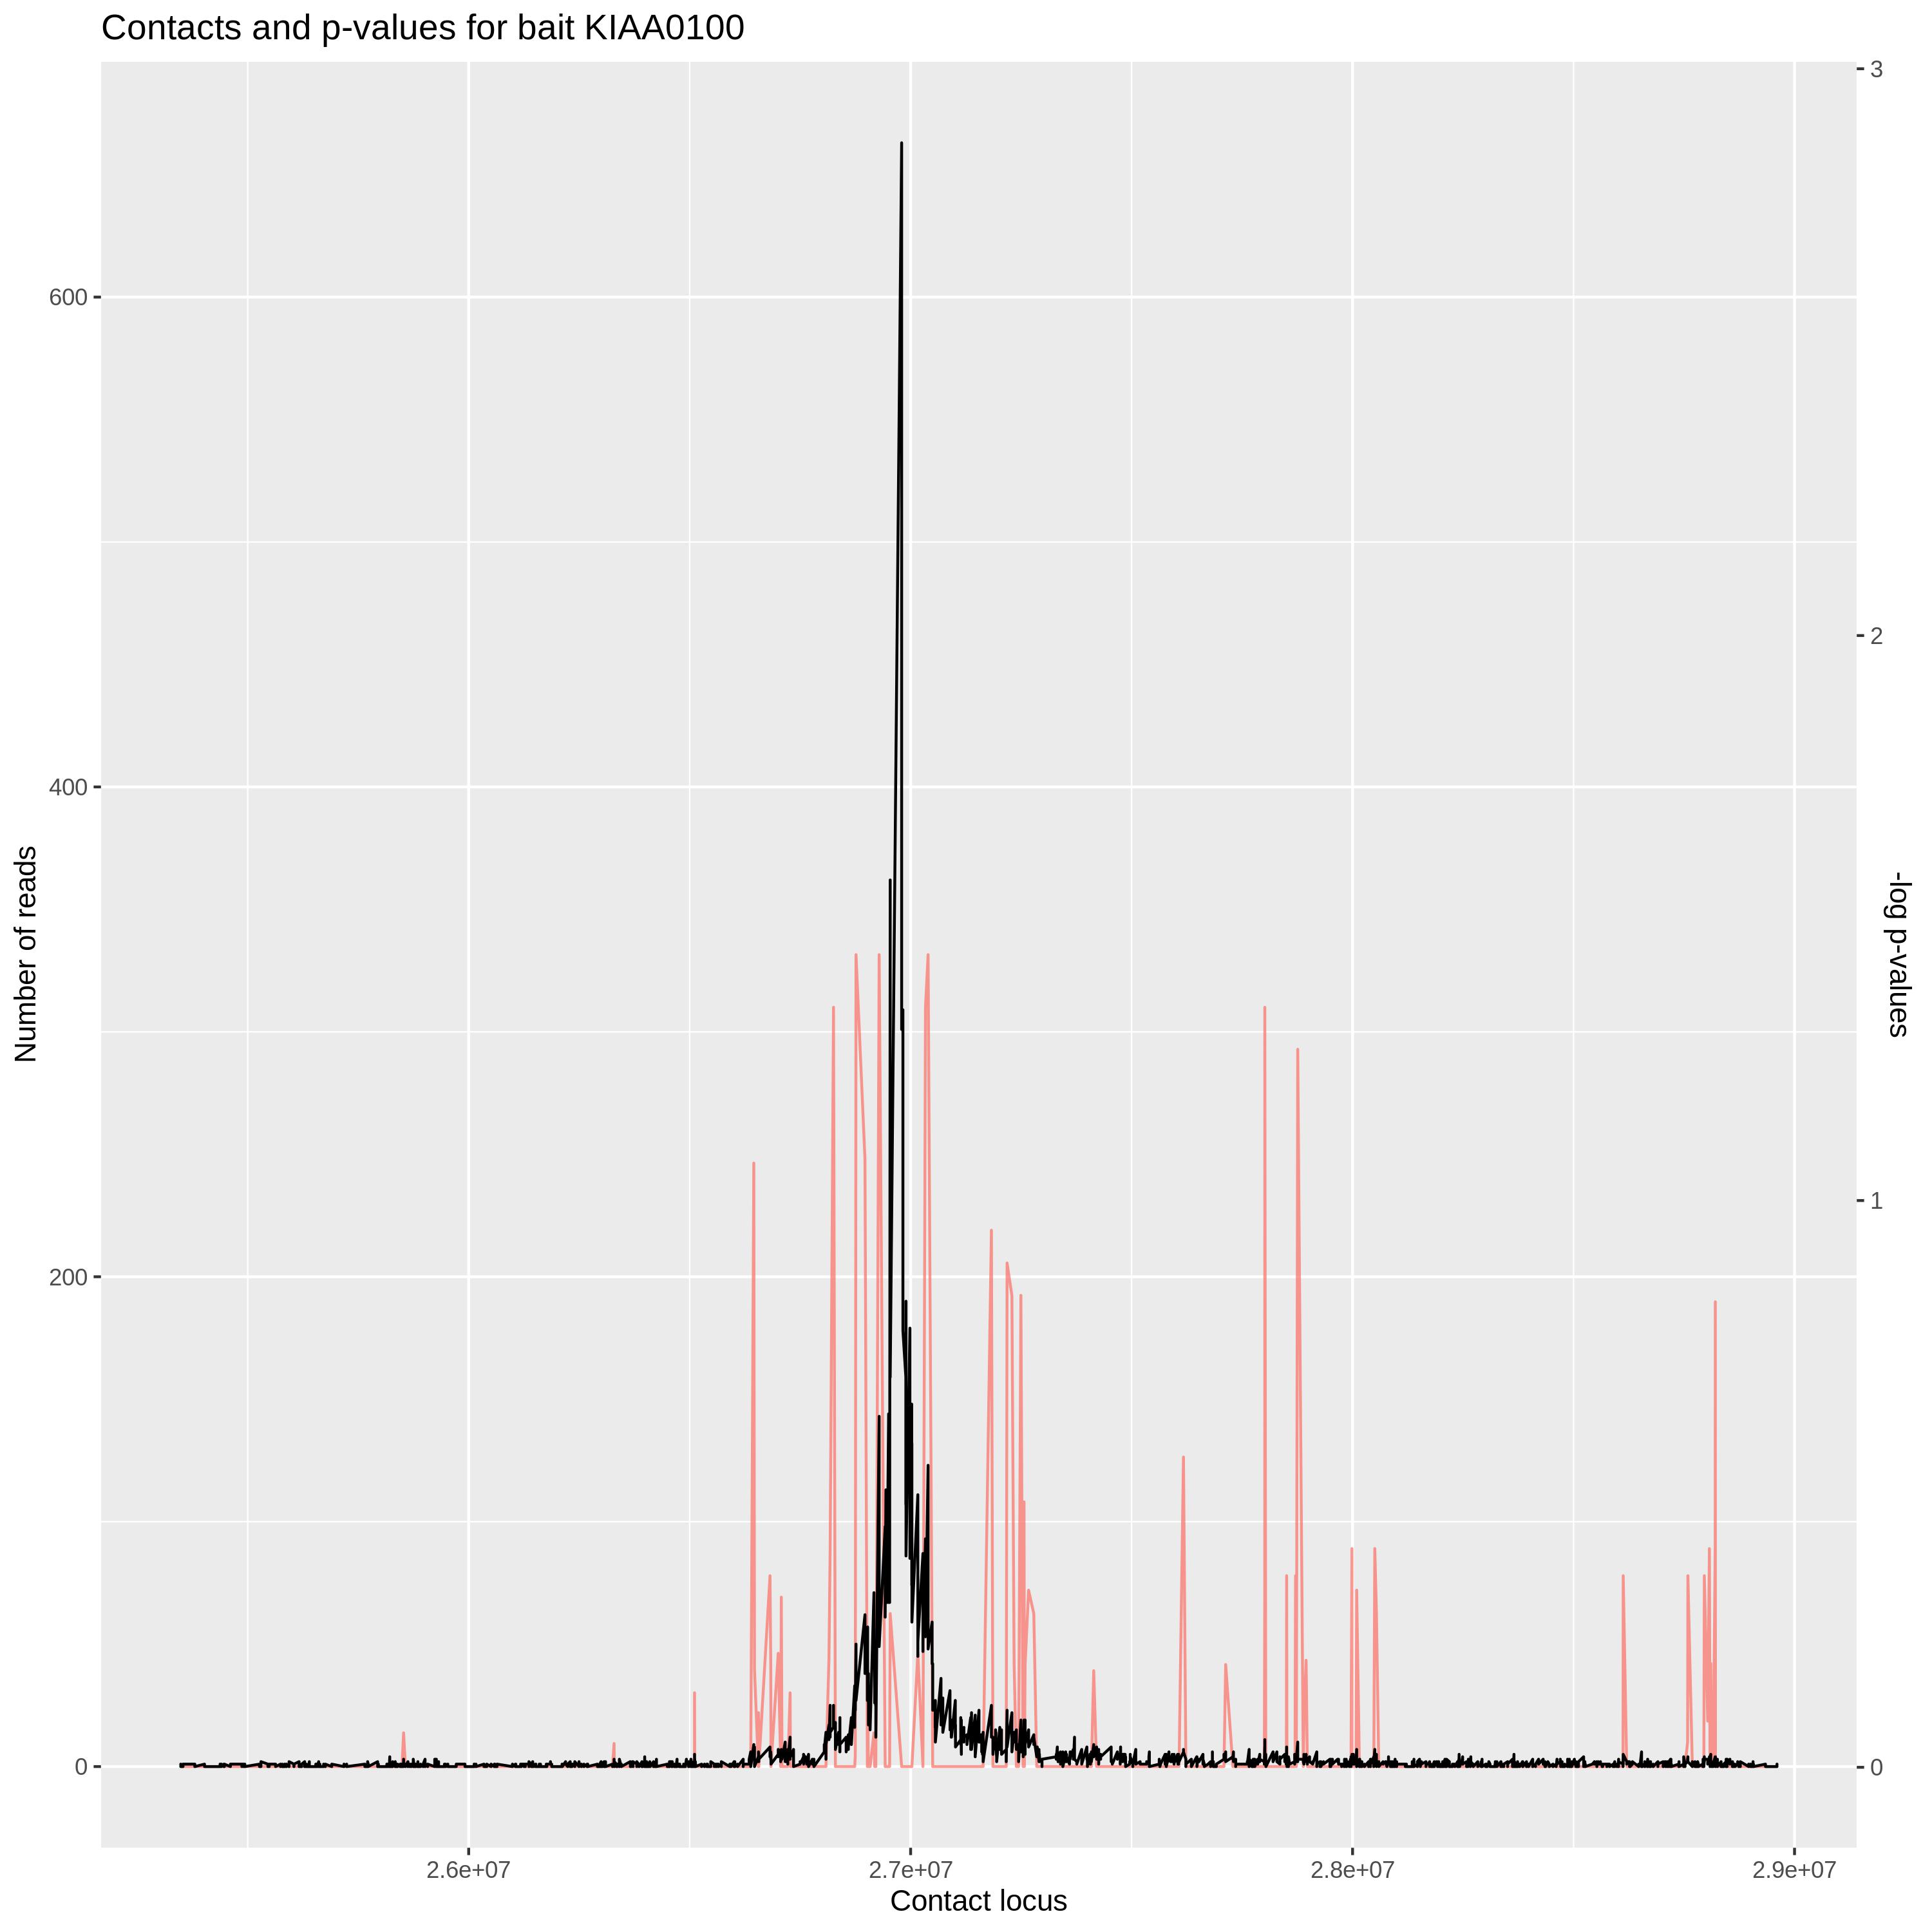 Contacts and p-values for bait KIAA0100
Number of reads
600
400
200
0
3
2
1
0
-log p-values
2.6e+07
2.7e+07
2.8e+07
2.9e+07
Contact locus